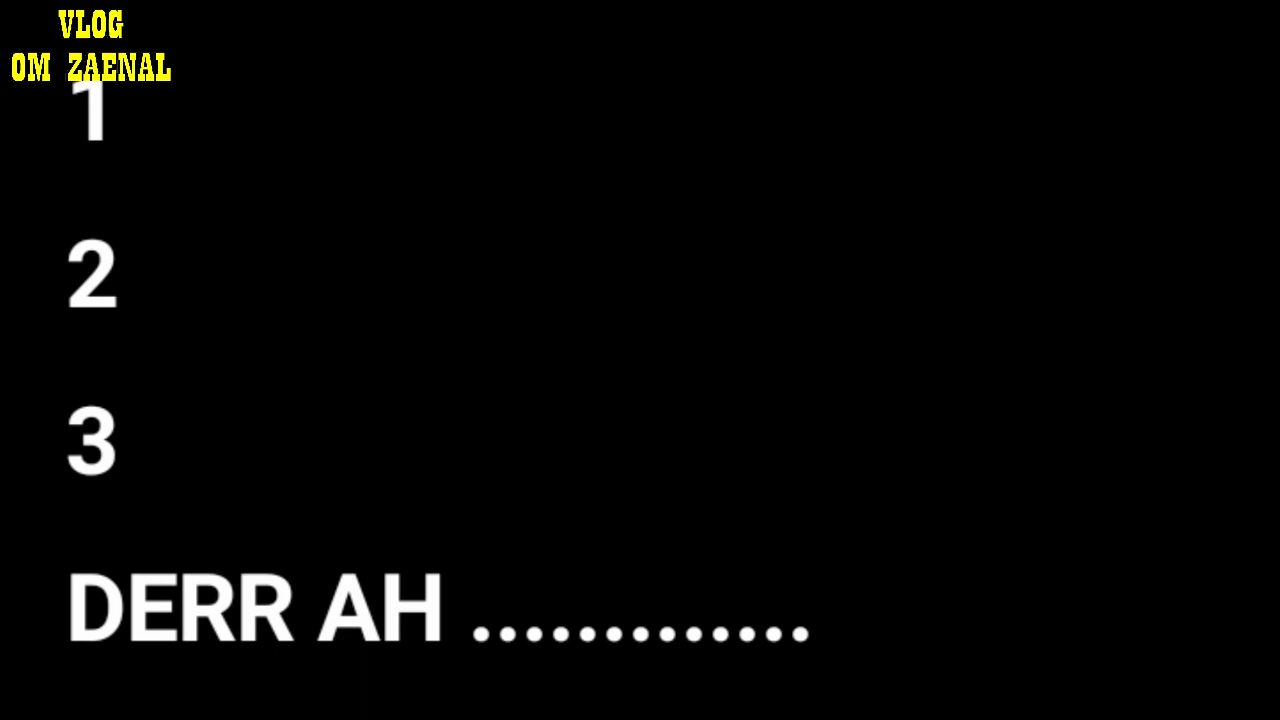 VLOG
OM ZAENAL
1
2
3
DERR AH .............